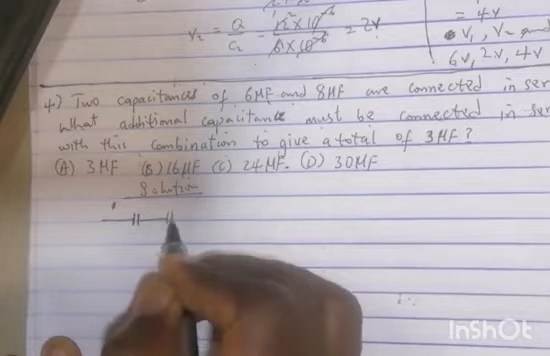 V₂ = Q/C₂ = 12 × 10⁻⁶ / 6 × 10⁻⁶ = 2V
= 4V
V₁, V₂ and
6V, 2V, 4V
4) Two capacitances of 6MF and 8MF are connected in ser
What additional capacitance must be connected in ser
with this combination to give a total of 3MF?
(A) 3MF (B) 16MF (C) 24MF. (D) 30MF
Solution
InShOt